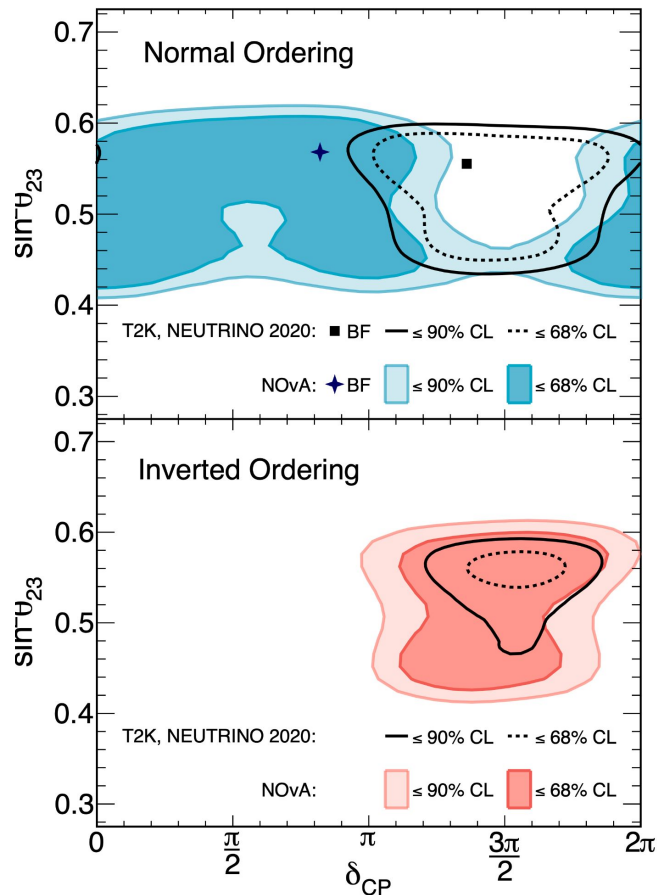 0.7
Normal Ordering
0.6
0.5
0.4
T2K, NEUTRINO 2020: BF ≤ 90% CL ≤ 68% CL
NOvA: BF ≤ 90% CL ≤ 68% CL
0.3
0.7
Inverted Ordering
0.6
0.5
0.4
T2K, NEUTRINO 2020: ≤ 90% CL ≤ 68% CL
NOvA: ≤ 90% CL ≤ 68% CL
0.3
0 π/2 π 3π/2 2π
δCP